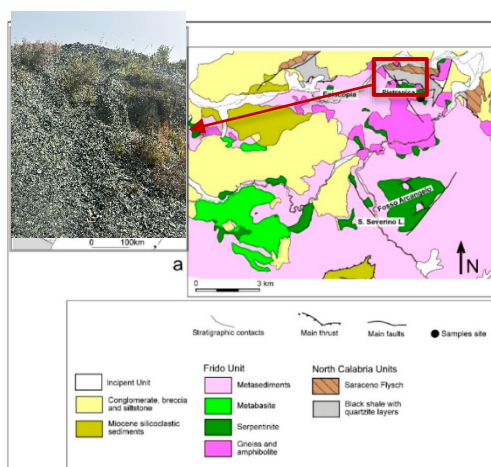 Episcopia
Pietrapica
Fosso Arcangelo
S. Severino L.
0 100km
a
N
0 3 km
Stratigraphic contacts
Main thrust
Main faults
Samples site
Incipent Unit
Conglomerate, breccia
and siltstone
Miocene silicoclastic
sediments
Frido Unit
Metasediments
Metabasite
Serpentinite
Gneiss and
amphibolite
North Calabria Units
Saraceno Flysch
Black shale with
quartzite layers